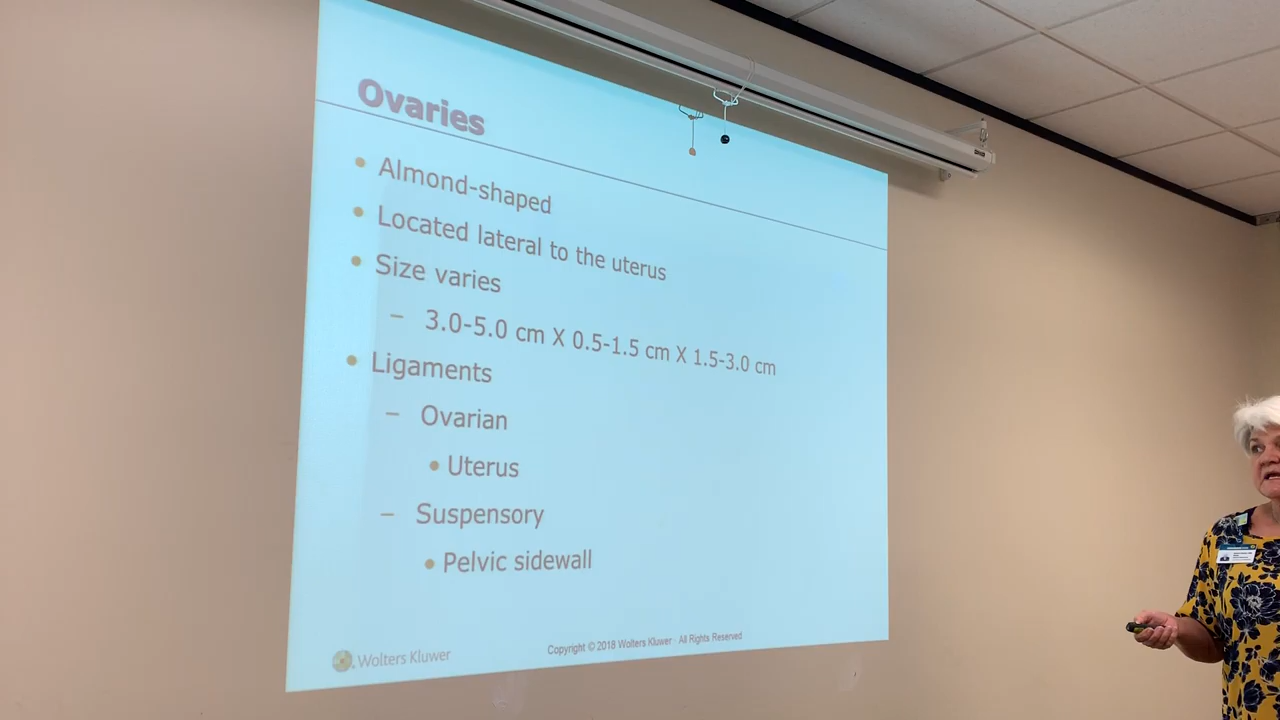 Ovaries
• Almond-shaped
• Located lateral to the uterus
• Size varies
– 3.0-5.0 cm X 0.5-1.5 cm X 1.5-3.0 cm
• Ligaments
– Ovarian
• Uterus
– Suspensory
• Pelvic sidewall
Wolters Kluwer
Copyright © 2018 Wolters Kluwer · All Rights Reserved